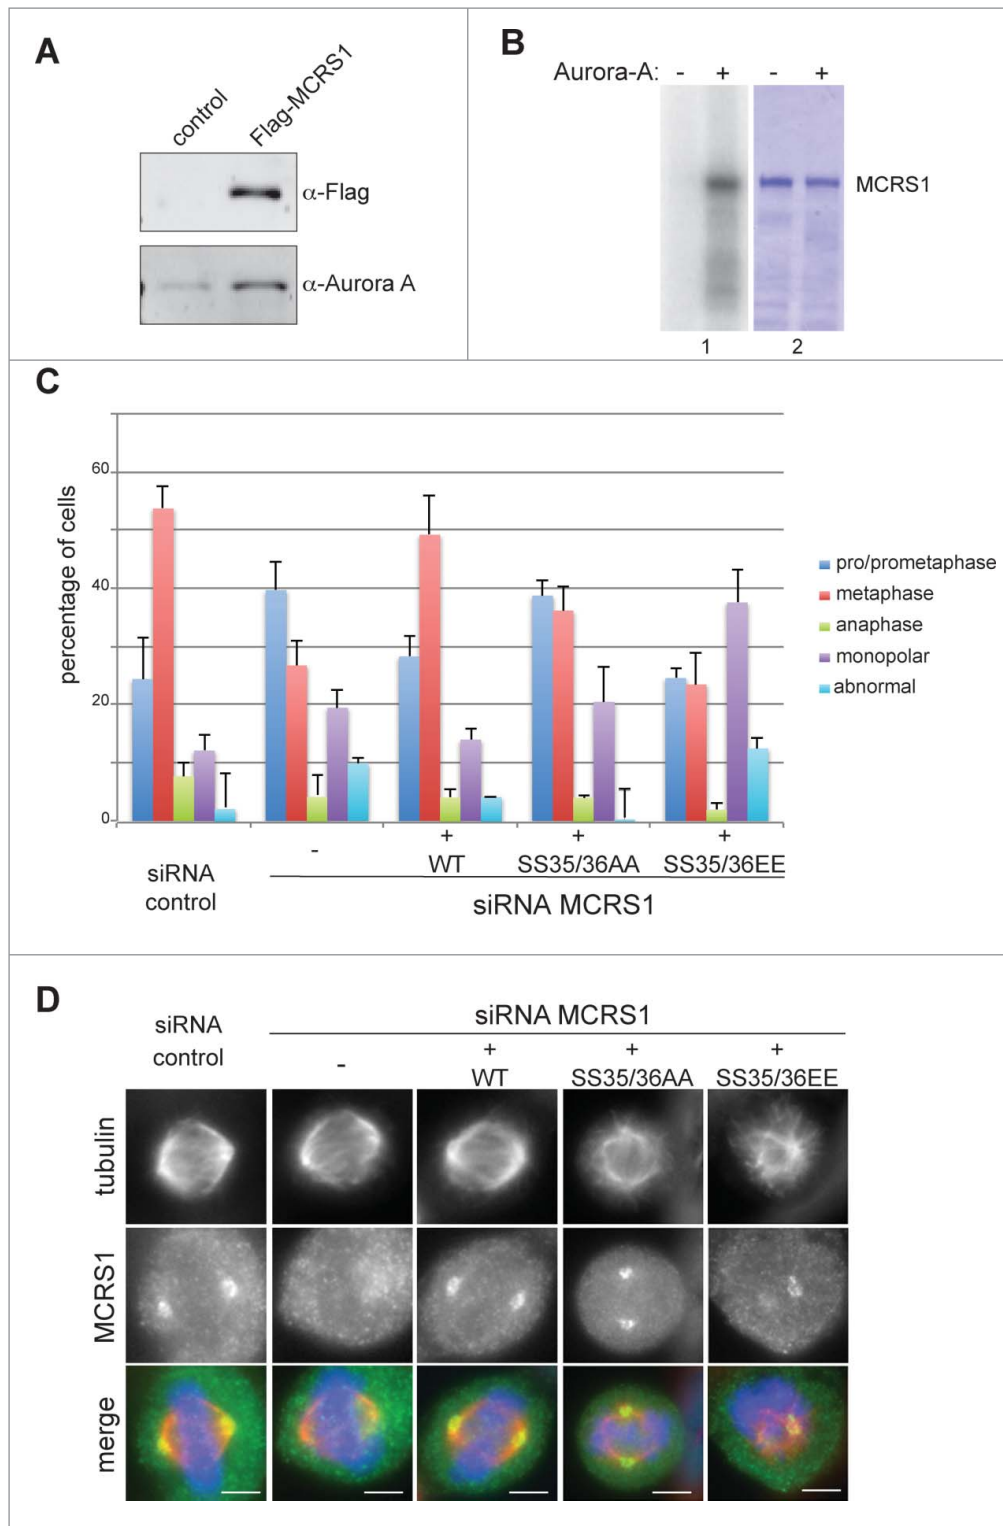 A
control
Flag-MCRS1
α-Flag
α-Aurora A
B
Aurora-A: - + - +
MCRS1
1 2
C
percentage of cells
60
40
20
0
pro/prometaphase
metaphase
anaphase
monopolar
abnormal
- + + +
WT SS35/36AA SS35/36EE
siRNA
control
siRNA MCRS1
D
siRNA
control
siRNA MCRS1
- + + +
WT SS35/36AA SS35/36EE
tubulin
MCRS1
merge